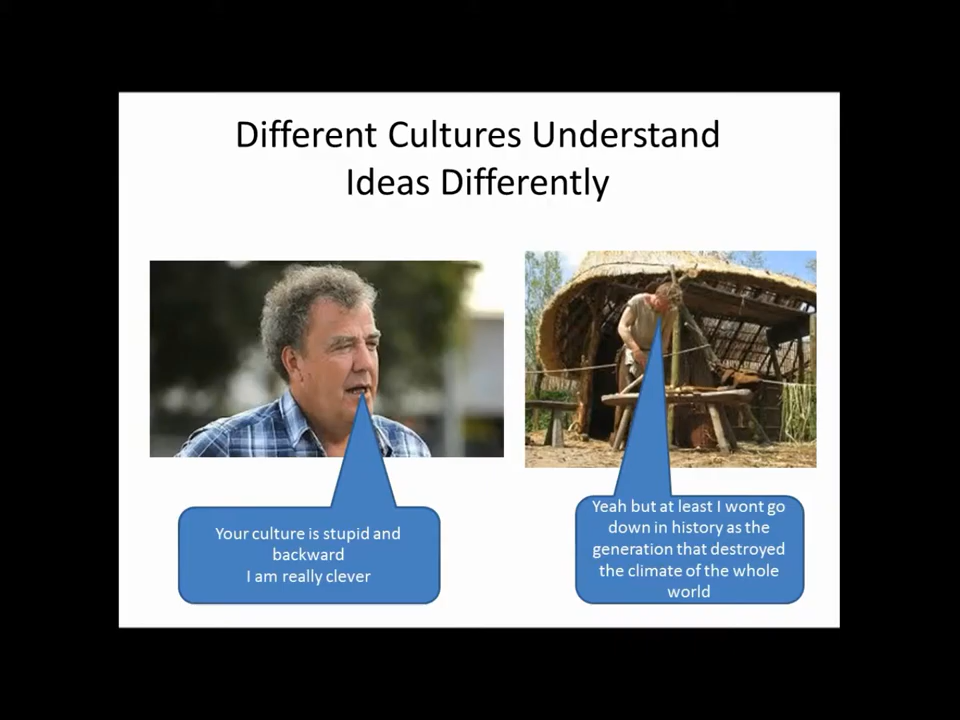 Different Cultures Understand
Ideas Differently
Your culture is stupid and
backward
I am really clever
Yeah but at least I wont go
down in history as the
generation that destroyed
the climate of the whole
world